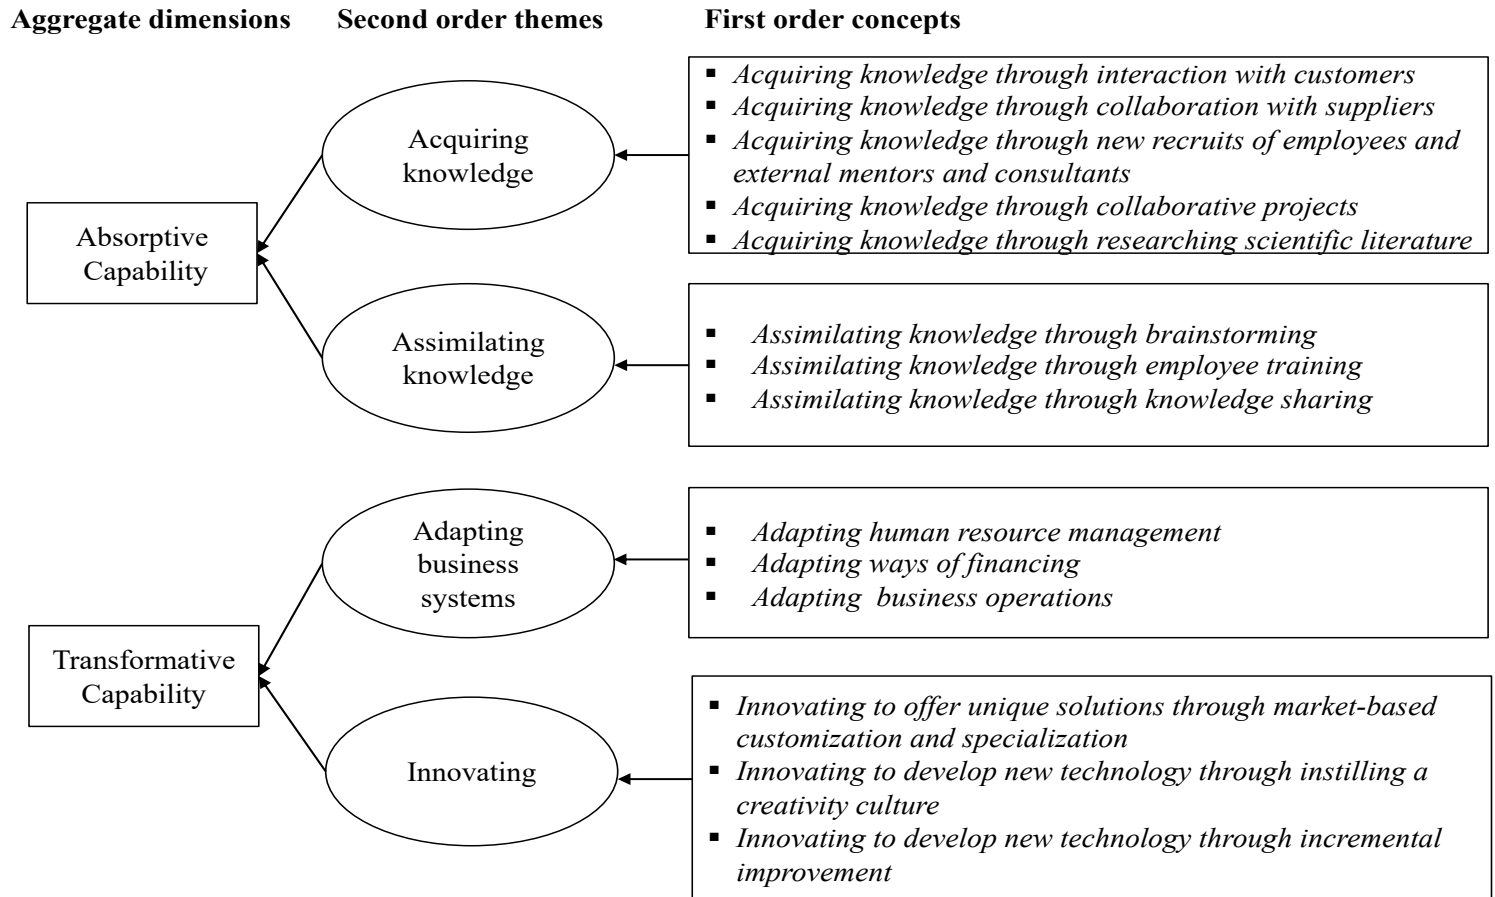 Aggregate dimensions Second order themes First order concepts
Acquiring
knowledge
▪ Acquiring knowledge through interaction with customers
▪ Acquiring knowledge through collaboration with suppliers
▪ Acquiring knowledge through new recruits of employees and
external mentors and consultants
▪ Acquiring knowledge through collaborative projects
▪ Acquiring knowledge through researching scientific literature
Absorptive
Capability
Assimilating
knowledge
▪ Assimilating knowledge through brainstorming
▪ Assimilating knowledge through employee training
▪ Assimilating knowledge through knowledge sharing
Adapting
business
systems
▪ Adapting human resource management
▪ Adapting ways of financing
▪ Adapting business operations
Transformative
Capability
Innovating
▪ Innovating to offer unique solutions through market-based
customization and specialization
▪ Innovating to develop new technology through instilling a
creativity culture
▪ Innovating to develop new technology through incremental
improvement